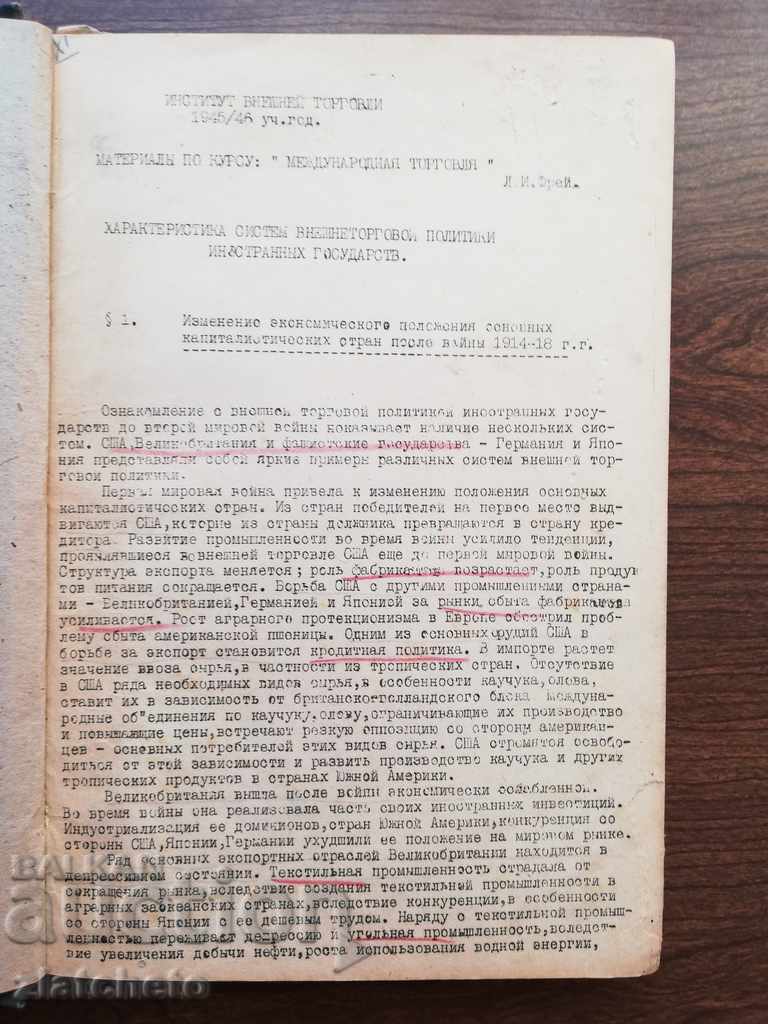 ИНСТИТУТ ВНЕШНЕЙ ТОРГОВЛИ
1945/46 уч.год.
МАТЕРИАЛЫ ПО КУРСУ: " МЕЖДУНАРОДНАЯ ТОРГОВЛЯ "
Л.И.Фрей.
ХАРАКТЕРИСТИКА СИСТЕМ ВНЕШНЕТОРГОВОЙ ПОЛИТИКИ
ИНОСТРАННЫХ ГОСУДАРСТВ.
§ 1. Изменение экономического положения основных
капиталистических стран после войны 1914-18 г.г.
Ознакомление с внешней торговой политикой иностранных госу-
дарств до второй мировой войны показывает наличие нескольких сис-
тем. США,Великобритания и фашистские государства - Германия и Япо-
ния представляли собой яркие примеры различных систем внешней тор-
говой политики.
Первая мировая война привела к изменению положения основных
капиталистических стран. Из стран победителей на первое место выд-
вигаются США,которые из страны должника превращаются в страну кре-
дитора. Развитие промышленности во время войны усилило тенденции,
проявлявшиеся вовнешней торговле США еще до первой мировой войны.
Структура экспорта меняется; роль фабрикатов возрастает,роль продук
тов питания сокращается. Борьба США с другими промышленными страна-
ми - Великобританией,Германией и Японией за рынки сбыта фабрикатов
усиливается. Рост аграрного протекционизма в Европе обострил проб-
лему сбыта американской пшеницы. Одним из основных орудий США в
борьбе за экспорт становится кредитная политика. В импорте растет
значение ввоза сырья,в частности из тропических стран. Отсутствие
в США ряда необходимых видов сырья,в особенности каучука,олова,
ставит их в зависимость от британскоголландского блока Междуна-
родные об"единения по каучуку,олову,ограничивающие их производство
и повышающие цены,встречают резкую оппозицию со стороны американ-
цев - основных потребителей этих видов сырья. США стремятся освобо-
диться от этой зависимости и развить производство каучука и других
тропических продуктов в странах Южной Америки.
Великобритания вышла после войны экономически ослабленной.
Во время войны она реализовала часть своих иностранных инвестиций.
Индустриализация ее доминионов,стран Южной Америки,конкуренция со
стороны США,Японии,Германии ухудшили ее положение на мировом рынке.
Ряд основных экспортных отраслей Великобритании находится в
депрессивном состоянии. Текстильная промышленность страдала от
сокращения рынка,вследствие создания текстильной промышленности в
аграрных заокеанских странах,вследствие конкуренции,в особенности
со стороны Японии с ее дешевым трудом. Наряду с текстильной промыш-
ленностью переживает депрессию и угольная промышленность,вследст-
вие увеличения добычи нефти,роста использования водной энергии,
BALKAN
zlatcheto